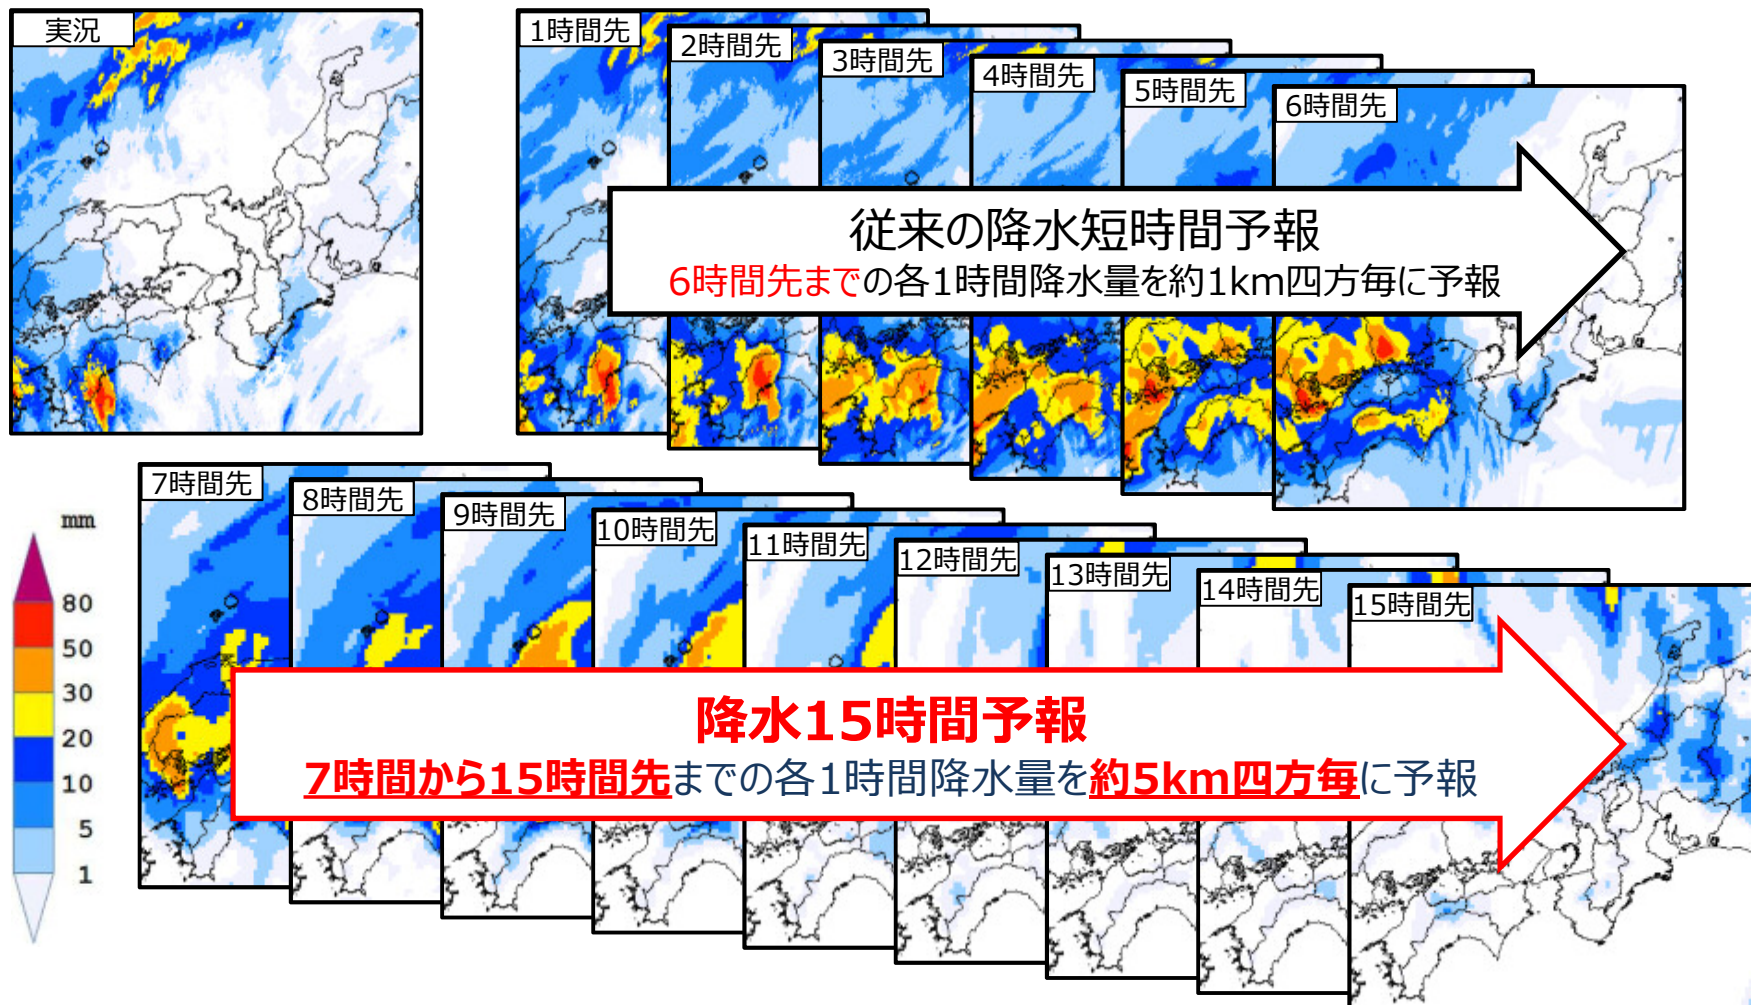 実況
1時間先
2時間先
3時間先
4時間先
5時間先
6時間先
従来の降水短時間予報
6時間先までの各1時間降水量を約1km四方毎に予報
7時間先
8時間先
9時間先
10時間先
11時間先
12時間先
13時間先
14時間先
15時間先
降水15時間予報
7時間から15時間先までの各1時間降水量を約5km四方毎に予報
mm
80
50
30
20
10
5
1